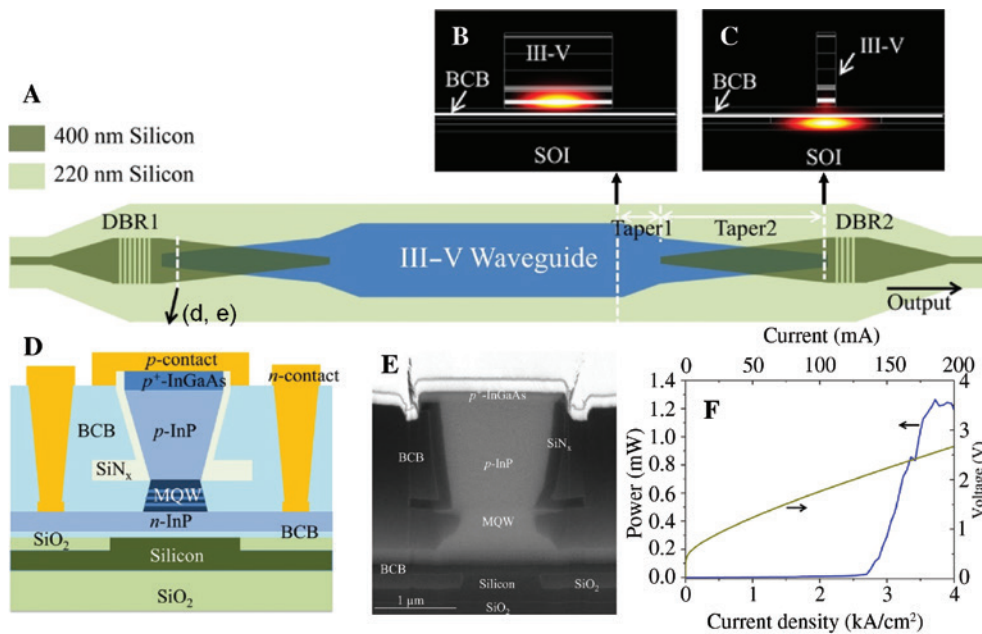 A
400 nm Silicon
220 nm Silicon
B
III-V
BCB
SOI
C
III-V
BCB
SOI
DBR1
III–V Waveguide
Taper1
Taper2
DBR2
Output
(d, e)
D
p-contact
p⁺-InGaAs
n-contact
BCB
p-InP
SiNₓ
MQW
n-InP
SiO₂
BCB
Silicon
SiO₂
E
p⁺-InGaAs
BCB
SiNₓ
p-InP
MQW
BCB
Silicon
SiO₂
1 µm
SiO₂
Current (mA)
0 50 100 150 200
F
1.4
1.2
1.0
0.8
0.6
0.4
0.2
0.0
Power (mW)
4
3
2
1
0
Voltage (V)
0 1 2 3 4
Current density (kA/cm²)